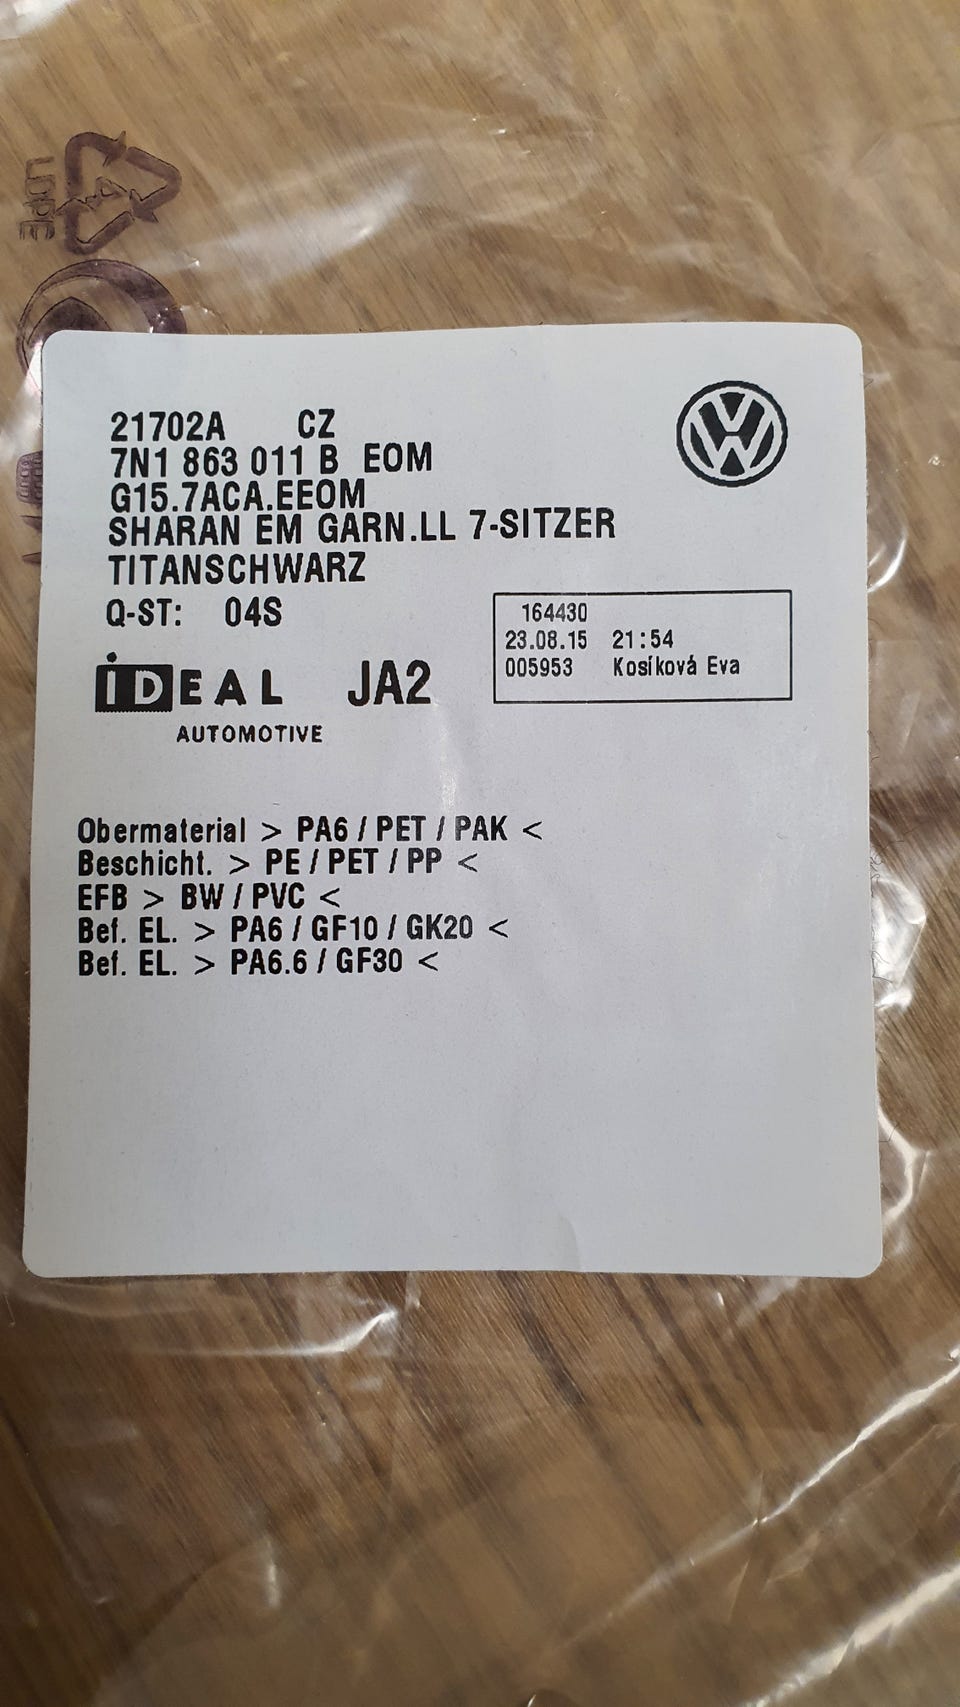 LDPE
4
21702A CZ
7N1 863 011 B EOM
G15.7ACA.EEOM
SHARAN EM GARN.LL 7-SITZER
TITANSCHWARZ
Q-ST: 04S
164430
23.08.15 21:54
005953 Kosíková Eva
iDEAL JA2
AUTOMOTIVE
Obermaterial > PA6 / PET / PAK <
Beschicht. > PE / PET / PP <
EFB > BW / PVC <
Bef. EL. > PA6 / GF10 / GK20 <
Bef. EL. > PA6.6 / GF30 <